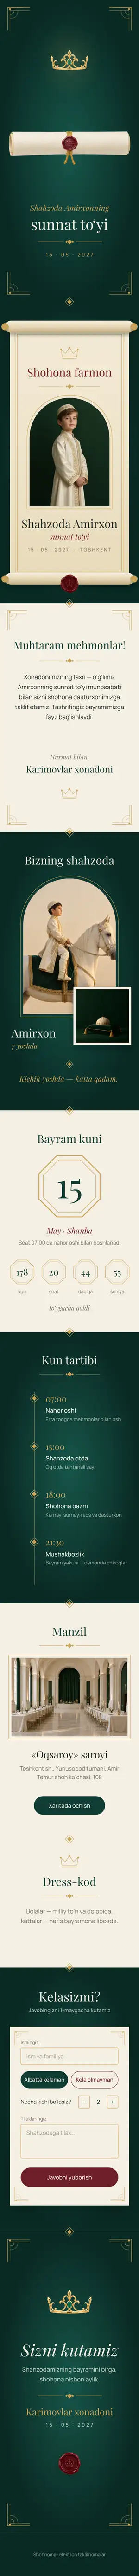 Shahzoda Amirxonning
sunnat to‘yi
15 · 05 · 2027
Shohona farmon
Shahzoda Amirxon
sunnat to‘yi
15 · 05 · 2027 · TOSHKENT
Muhtaram mehmonlar!
Xonadonimizning faxri — o‘g‘limiz
Amirxonning sunnat to‘yi munosabati
bilan sizni shohona dasturxonimizga
taklif etamiz. Tashrifingiz bayramimizga
fayz bag‘ishlaydi.
Hurmat bilan,
Karimovlar xonadoni
Bizning shahzoda
Amirxon
7 yoshda
Kichik yoshda — katta qadam.
Bayram kuni
15
May · Shanba
Soat 07:00 da nahor oshi bilan boshlanadi
178
20
44
55
kun
soat
daqiqa
soniya
to‘ygacha qoldi
Kun tartibi
07:00
Nahor oshi
Erta tongda mehmonlar bilan osh
15:00
Shahzoda otda
Oq otda tantanali sayr
18:00
Shohona bazm
Karnay-surnay, raqs va dasturxon
21:30
Mushakbozlik
Bayram yakuni — osmonda chiroqlar
Manzil
«Oqsaroy» saroyi
Toshkent sh., Yunusobod tumani, Amir
Temur shoh ko‘chasi, 108
Xaritada ochish
Dress-kod
Bolalar — milliy to‘n va do‘ppida,
kattalar — nafis bayramona libosda.
Kelasizmi?
Javobingizni 1-maygacha kutamiz
Ismingiz
Ism va familiya
Albatta kelaman
Kela olmayman
Necha kishi bo‘lasiz?
−
2
+
Tilaklaringiz
Shahzodaga tilak…
Javobni yuborish
Sizni kutamiz
Shahzodamizning bayramini birga,
shohona nishonlaylik.
Karimovlar xonadoni
15 · 05 · 2027
Shohnoma · elektron taklifnomalar